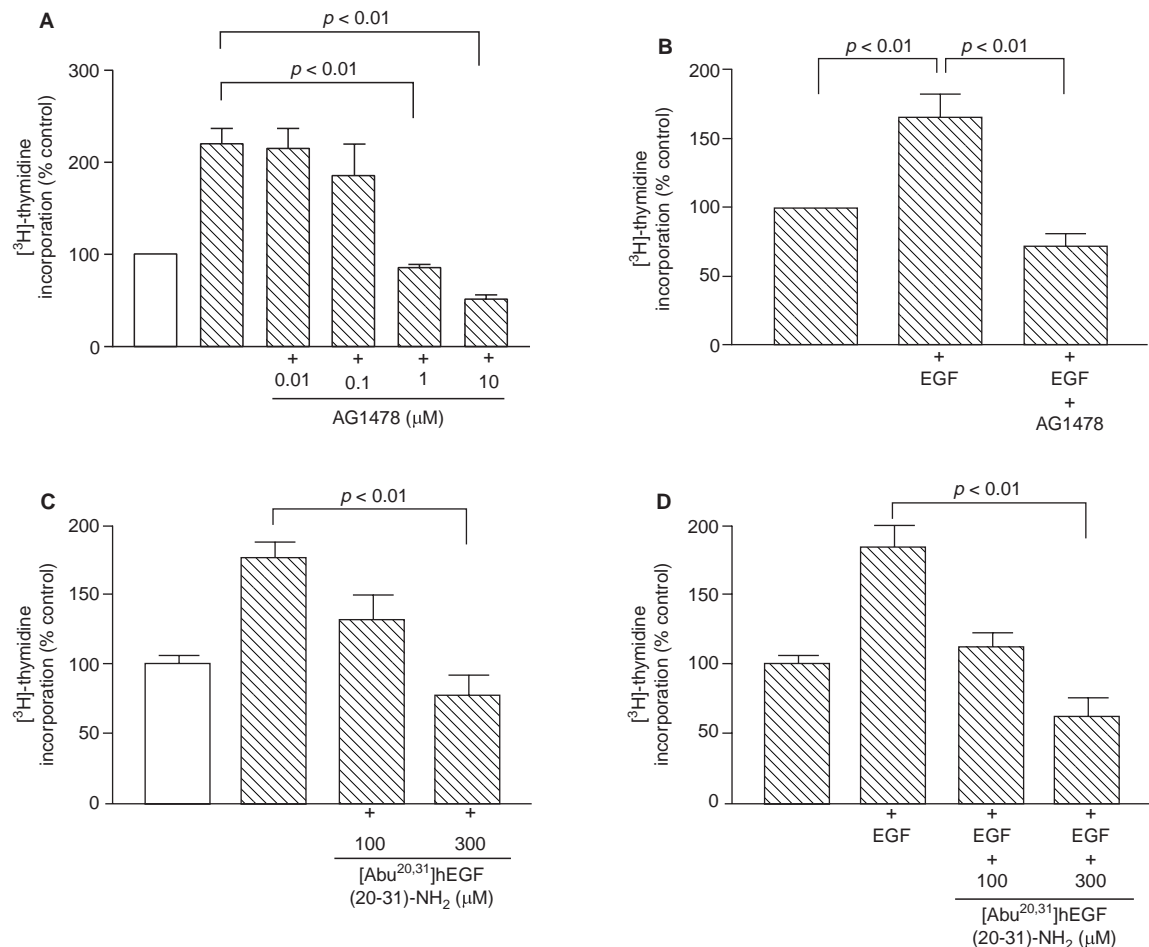 A
p < 0.01
p < 0.01
300
200
100
0
[³H]-thymidine
incorporation (% control)
+ + + +
0.01 0.1 1 10
AG1478 (µM)
B
p < 0.01 p < 0.01
200
150
100
50
0
[³H]-thymidine
incorporation (% control)
+ +
EGF EGF
+
AG1478
C
p < 0.01
200
150
100
50
0
[³H]-thymidine
incorporation (% control)
+ +
100 300
[Abu²⁰,³¹]hEGF
(20-31)-NH₂ (µM)
D
p < 0.01
200
150
100
50
0
[³H]-thymidine
incorporation (% control)
+ + +
EGF EGF EGF
+ +
100 300
[Abu²⁰,³¹]hEGF
(20-31)-NH₂ (µM)